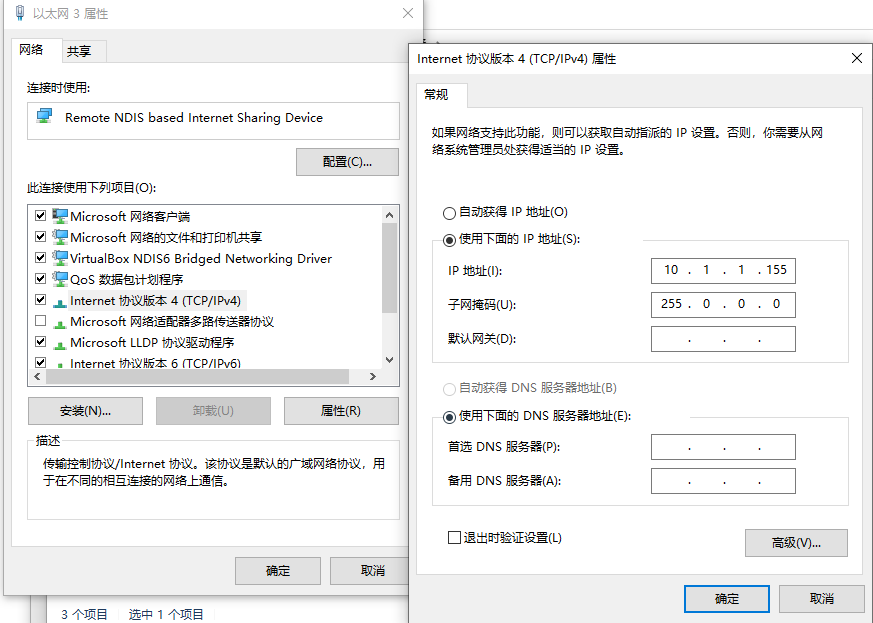 以太网 3 属性
网络
共享
连接时使用:
Remote NDIS based Internet Sharing Device
配置(C)...
此连接使用下列项目(O):
Microsoft 网络客户端
Microsoft 网络的文件和打印机共享
VirtualBox NDIS6 Bridged Networking Driver
QoS 数据包计划程序
Internet 协议版本 4 (TCP/IPv4)
Microsoft 网络适配器多路传送器协议
Microsoft LLDP 协议驱动程序
Internet 协议版本 6 (TCP/IPv6)
安装(N)...
卸载(U)
属性(R)
描述
传输控制协议/Internet 协议。该协议是默认的广域网络协议，用
于在不同的相互连接的网络上通信。
确定
取消
3 个项目
选中 1 个项目
Internet 协议版本 4 (TCP/IPv4) 属性
常规
如果网络支持此功能，则可以获取自动指派的 IP 设置。否则，你需要从网
络系统管理员处获得适当的 IP 设置。
自动获得 IP 地址(O)
使用下面的 IP 地址(S):
IP 地址(I):
10 . 1 . 1 . 155
子网掩码(U):
255 . 0 . 0 . 0
默认网关(D):
. . .
自动获得 DNS 服务器地址(B)
使用下面的 DNS 服务器地址(E):
首选 DNS 服务器(P):
. . .
备用 DNS 服务器(A):
. . .
退出时验证设置(L)
高级(V)...
确定
取消